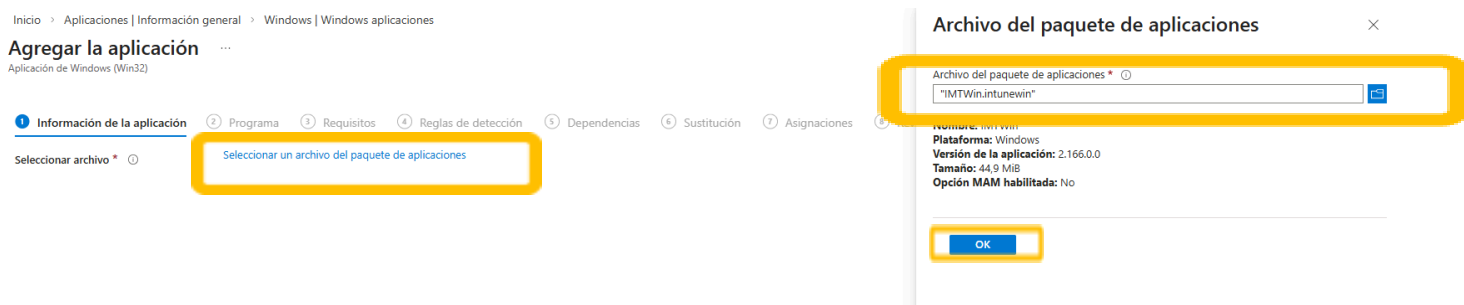 Inicio > Aplicaciones | Información general > Windows | Windows aplicaciones
Agregar la aplicación ...
Aplicación de Windows (Win32)
1 Información de la aplicación 2 Programa 3 Requisitos 4 Reglas de detección 5 Dependencias 6 Sustitución 7 Asignaciones 8
Seleccionar archivo * Seleccionar un archivo del paquete de aplicaciones
Archivo del paquete de aplicaciones
Archivo del paquete de aplicaciones *
"IMTWin.intunewin"
Nombre: IMTWin
Plataforma: Windows
Versión de la aplicación: 2.166.0.0
Tamaño: 44,9 MiB
Opción MAM habilitada: No
OK